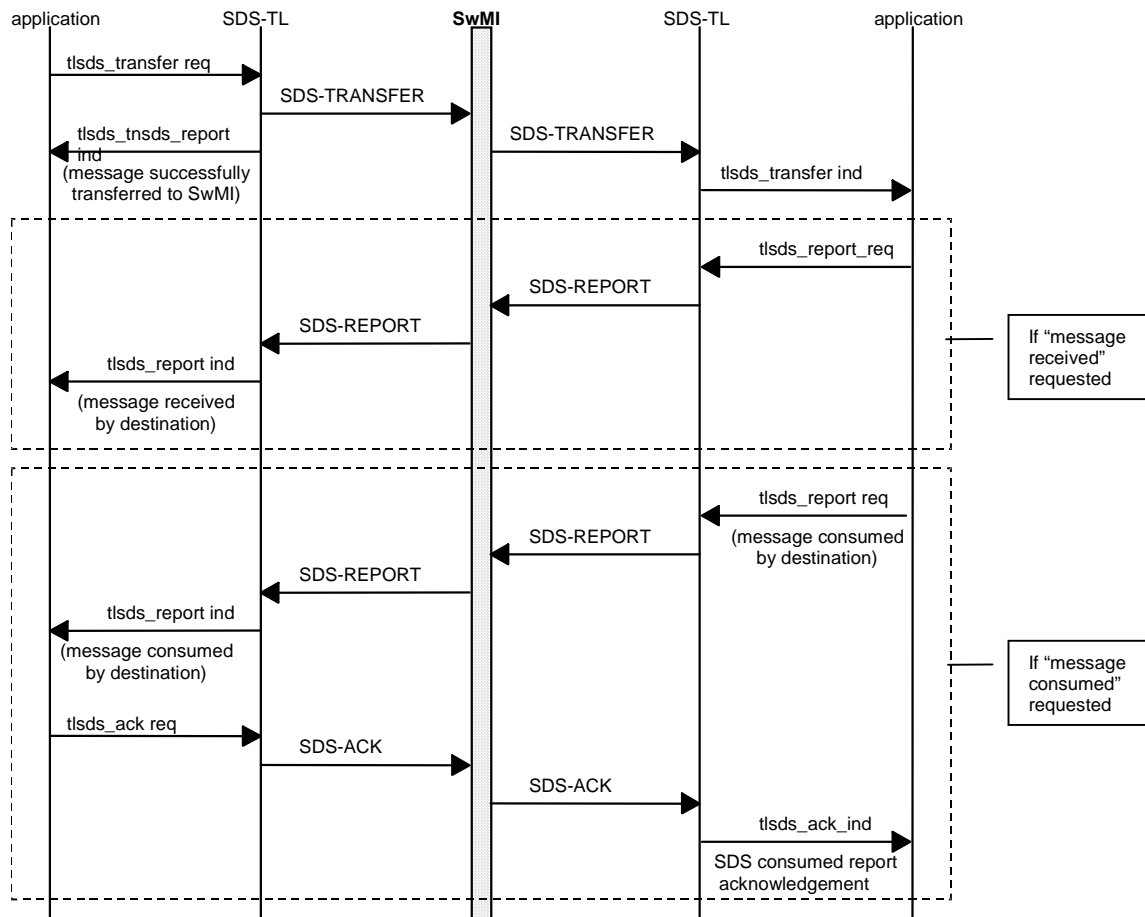 application
SDS-TL
SwMI
SDS-TL
application
tlsds_transfer req
SDS-TRANSFER
tlsds_tnsds_report
ind
(message successfully
transferred to SwMI)
SDS-TRANSFER
tlsds_transfer ind
tlsds_report_req
SDS-REPORT
SDS-REPORT
tlsds_report ind
(message received
by destination)
If “message
received”
requested
tlsds_report req
(message consumed
by destination)
SDS-REPORT
SDS-REPORT
tlsds_report ind
(message consumed
by destination)
If “message
consumed”
requested
tlsds_ack req
SDS-ACK
SDS-ACK
tlsds_ack_ind
SDS consumed report
acknowledgement